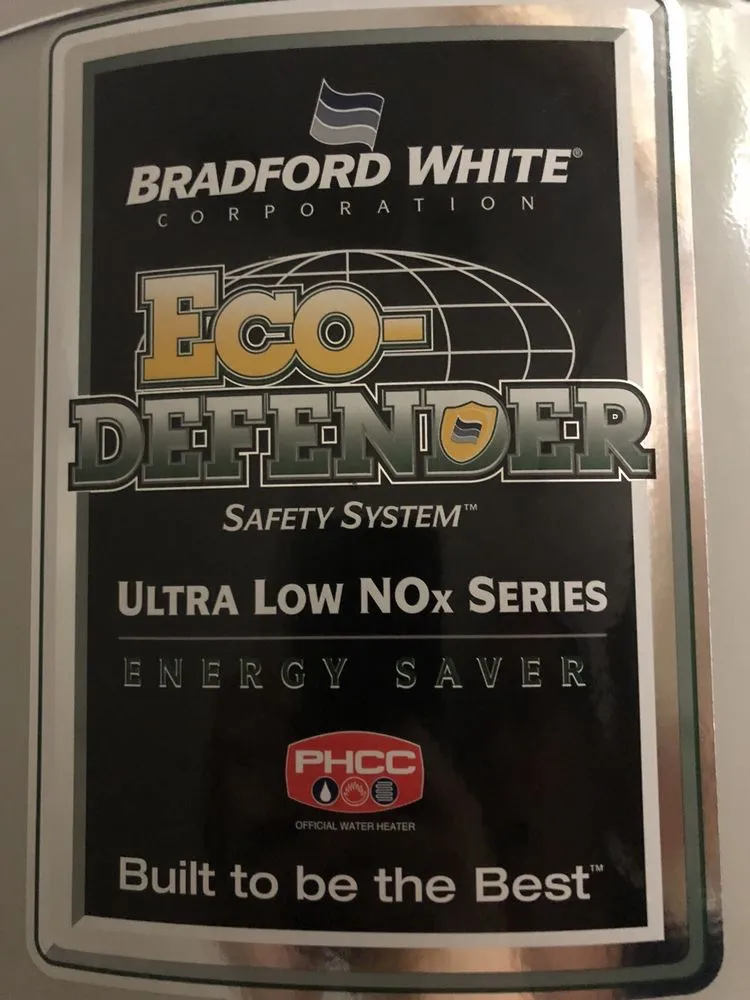 BRADFORD WHITE®
CORPORATION
ECO-
DEFENDER
SAFETY SYSTEM™
ULTRA LOW NOx SERIES
ENERGY SAVER
PHCC
OFFICIAL WATER HEATER
Built to be the Best™